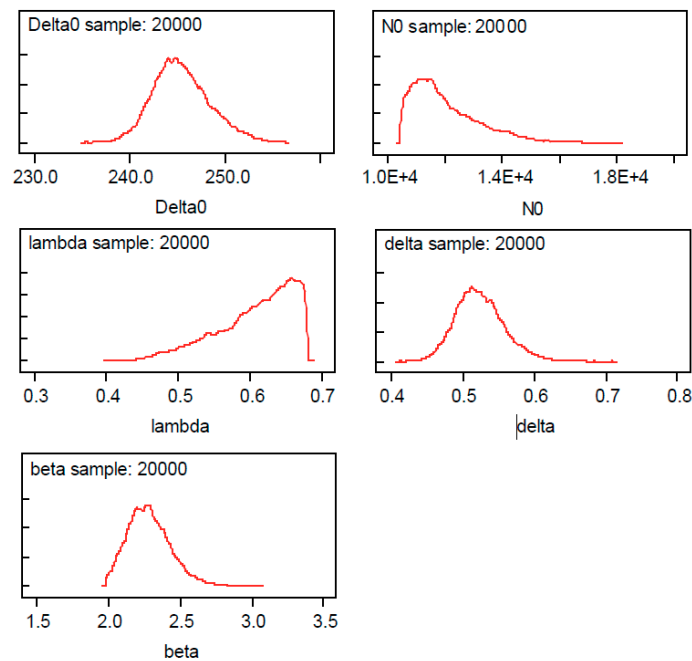 Delta0 sample: 20000
230.0 240.0 250.0
Delta0
N0 sample: 20000
1.0E+4 1.4E+4 1.8E+4
N0
lambda sample: 20000
0.3 0.4 0.5 0.6 0.7
lambda
delta sample: 20000
0.4 0.5 0.6 0.7 0.8
delta
beta sample: 20000
1.5 2.0 2.5 3.0 3.5
beta